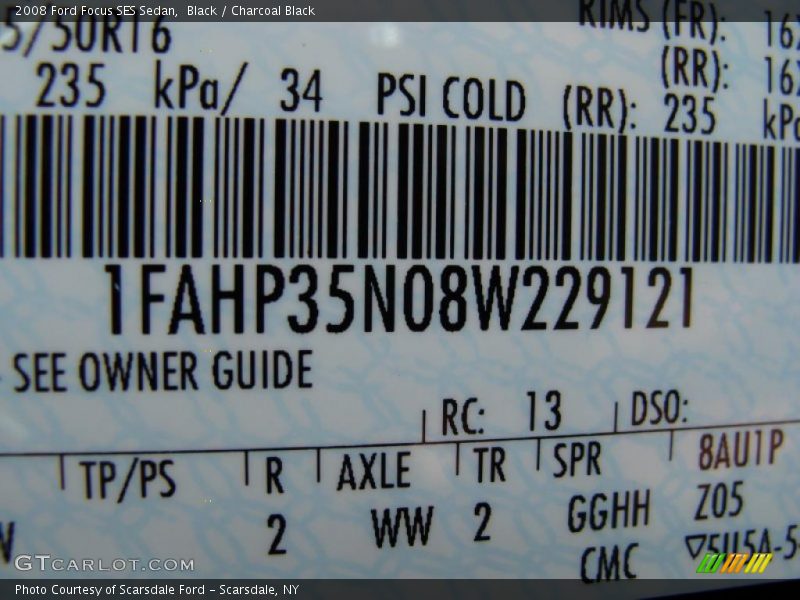 2008 Ford Focus SES Sedan, Black / Charcoal Black
RIMS (FR):
5/50R16 (RR):
235 kPa/ 34 PSI COLD (RR): 235 kPa
1FAHP35N08W229121
SEE OWNER GUIDE
RC: 13 DSO:
TP/PS R AXLE TR SPR 8AU1P
W 2 WW 2 GGHH Z05
CMC
GTCARLOT.COM
Photo Courtesy of Scarsdale Ford - Scarsdale, NY